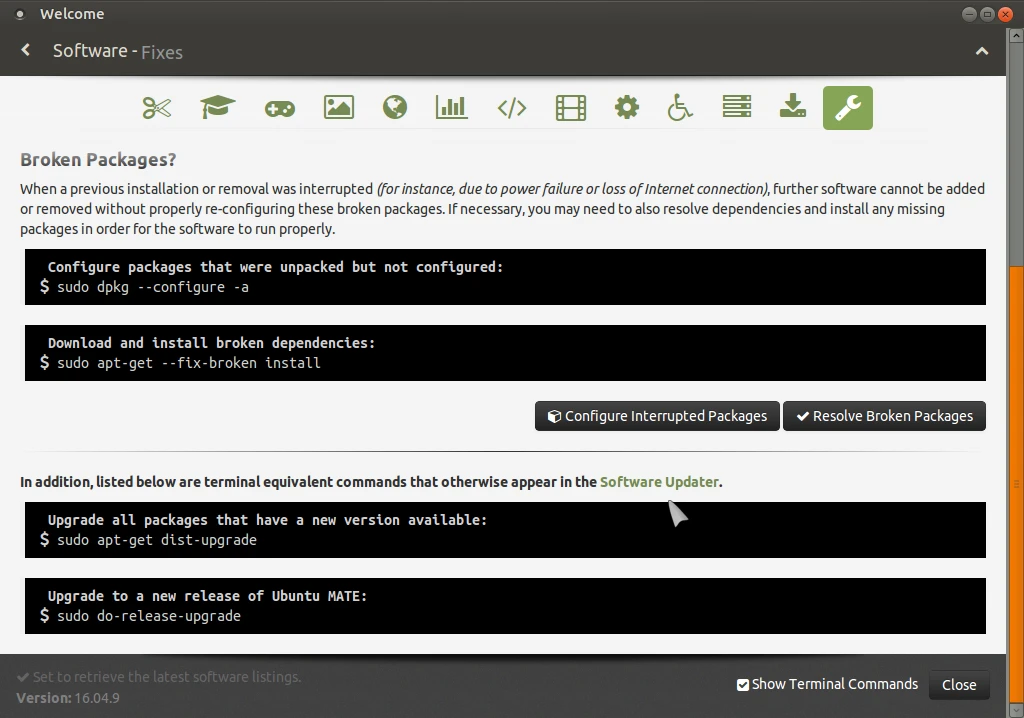 Welcome
Software - Fixes
Broken Packages?
When a previous installation or removal was interrupted (for instance, due to power failure or loss of Internet connection), further software cannot be added
or removed without properly re-configuring these broken packages. If necessary, you may need to also resolve dependencies and install any missing
packages in order for the software to run properly.
Configure packages that were unpacked but not configured:
$ sudo dpkg --configure -a
Download and install broken dependencies:
$ sudo apt-get --fix-broken install
Configure Interrupted Packages Resolve Broken Packages
In addition, listed below are terminal equivalent commands that otherwise appear in the Software Updater.
Upgrade all packages that have a new version available:
$ sudo apt-get dist-upgrade
Upgrade to a new release of Ubuntu MATE:
$ sudo do-release-upgrade
Set to retrieve the latest software listings.
Version: 16.04.9
Show Terminal Commands Close